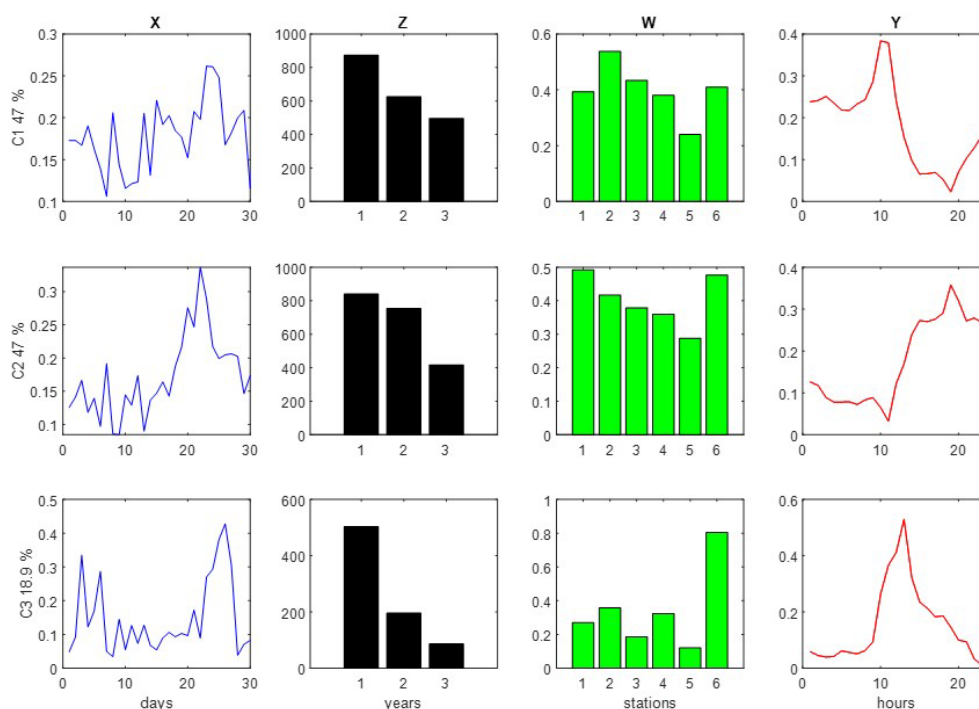 X Z W Y
0.3 1000 0.6 0.4
0.25 800 0.3
0.2 600 0.4 0.2
0.15 400 0.2 0.1
0.1 200 0 0
0
C1 47 %
0 10 20 30 1 2 3 1 2 3 4 5 6 0 10 20
0.3 1000 0.5 0.4
0.25 800 0.4 0.3
0.2 600 0.3 0.2
0.15 400 0.2 0.1
0.1 200 0.1 0
0 0
C2 47 %
0 10 20 30 1 2 3 1 2 3 4 5 6 0 10 20
0.5 600 1 0.6
0.4 400 0.8 0.4
0.3 200 0.6 0.2
0.2 0 0.4 0
0.1 0.2
0 0
C3 18.9 %
0 10 20 30 1 2 3 1 2 3 4 5 6 0 10 20
days years stations hours